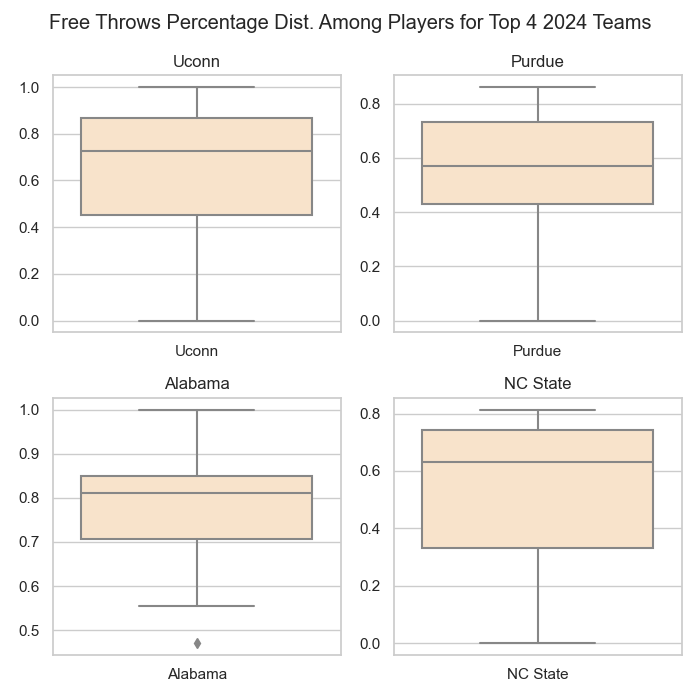 Free Throws Percentage Dist. Among Players for Top 4 2024 Teams
Uconn
1.0
0.8
0.6
0.4
0.2
0.0
Uconn
Purdue
0.8
0.6
0.4
0.2
0.0
Purdue
Alabama
1.0
0.9
0.8
0.7
0.6
0.5
Alabama
NC State
0.8
0.6
0.4
0.2
0.0
NC State